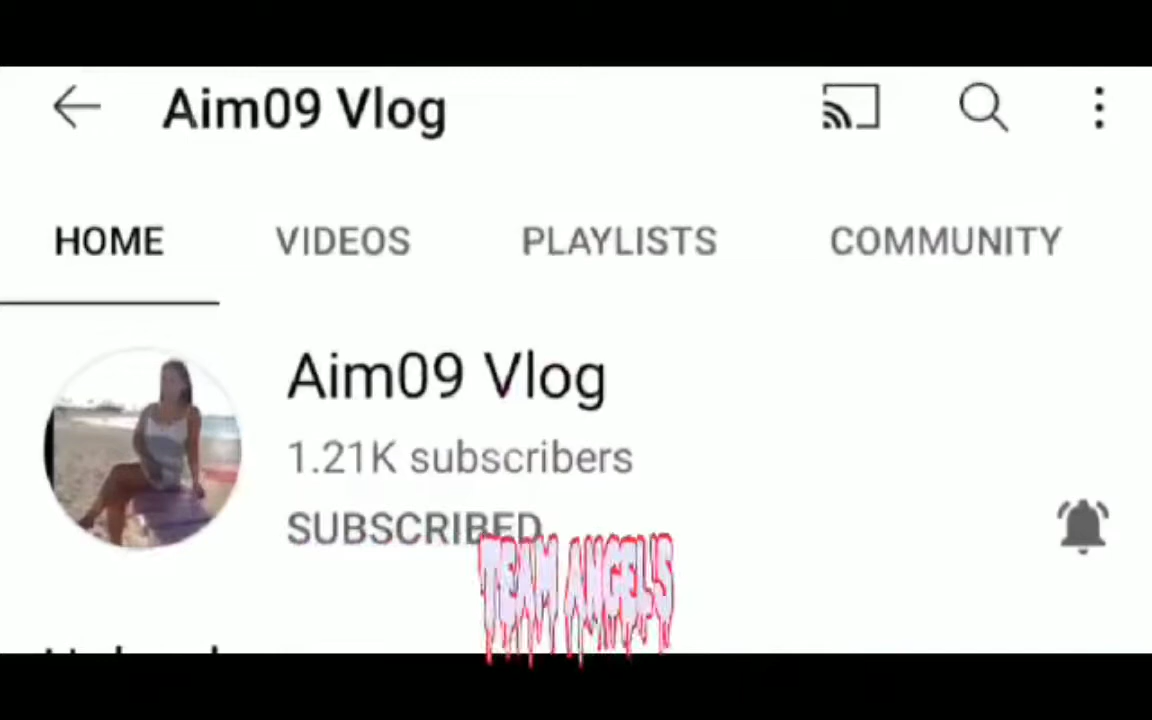 Aim09 Vlog
HOME VIDEOS PLAYLISTS COMMUNITY
Aim09 Vlog
1.21K subscribers
SUBSCRIBED
TEAM ANGELS